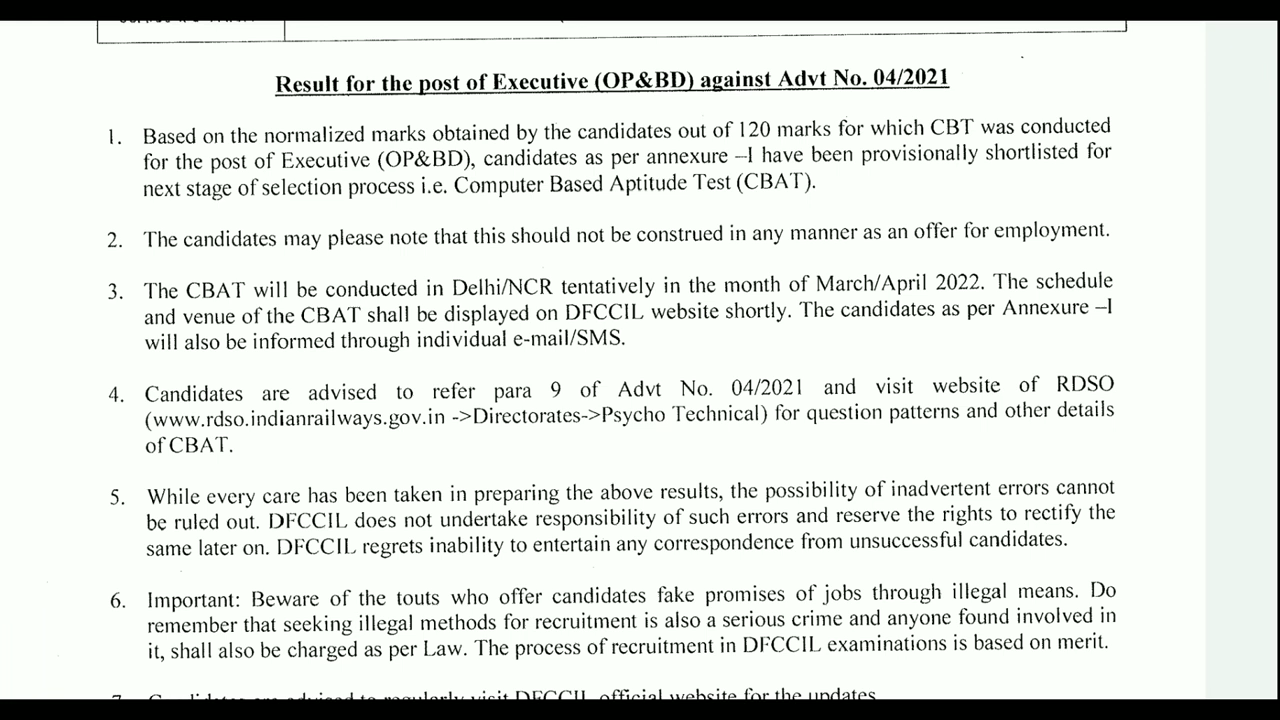 Result for the post of Executive (OP&BD) against Advt No. 04/2021
1. Based on the normalized marks obtained by the candidates out of 120 marks for which CBT was conducted
for the post of Executive (OP&BD), candidates as per annexure –I have been provisionally shortlisted for
next stage of selection process i.e. Computer Based Aptitude Test (CBAT).
2. The candidates may please note that this should not be construed in any manner as an offer for employment.
3. The CBAT will be conducted in Delhi/NCR tentatively in the month of March/April 2022. The schedule
and venue of the CBAT shall be displayed on DFCCIL website shortly. The candidates as per Annexure –I
will also be informed through individual e-mail/SMS.
4. Candidates are advised to refer para 9 of Advt No. 04/2021 and visit website of RDSO
(www.rdso.indianrailways.gov.in ->Directorates->Psycho Technical) for question patterns and other details
of CBAT.
5. While every care has been taken in preparing the above results, the possibility of inadvertent errors cannot
be ruled out. DFCCIL does not undertake responsibility of such errors and reserve the rights to rectify the
same later on. DFCCIL regrets inability to entertain any correspondence from unsuccessful candidates.
6. Important: Beware of the touts who offer candidates fake promises of jobs through illegal means. Do
remember that seeking illegal methods for recruitment is also a serious crime and anyone found involved in
it, shall also be charged as per Law. The process of recruitment in DFCCIL examinations is based on merit.
7. Candidates are advised to regularly visit DFCCIL official website for the updates